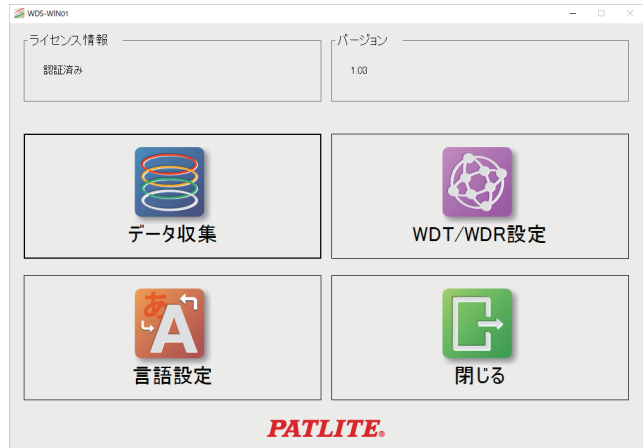 WDS-WIN01
ライセンス情報
認証済み
バージョン
1.03
データ収集
WDT/WDR設定
あ
A
言語設定
閉じる
PATLITE®